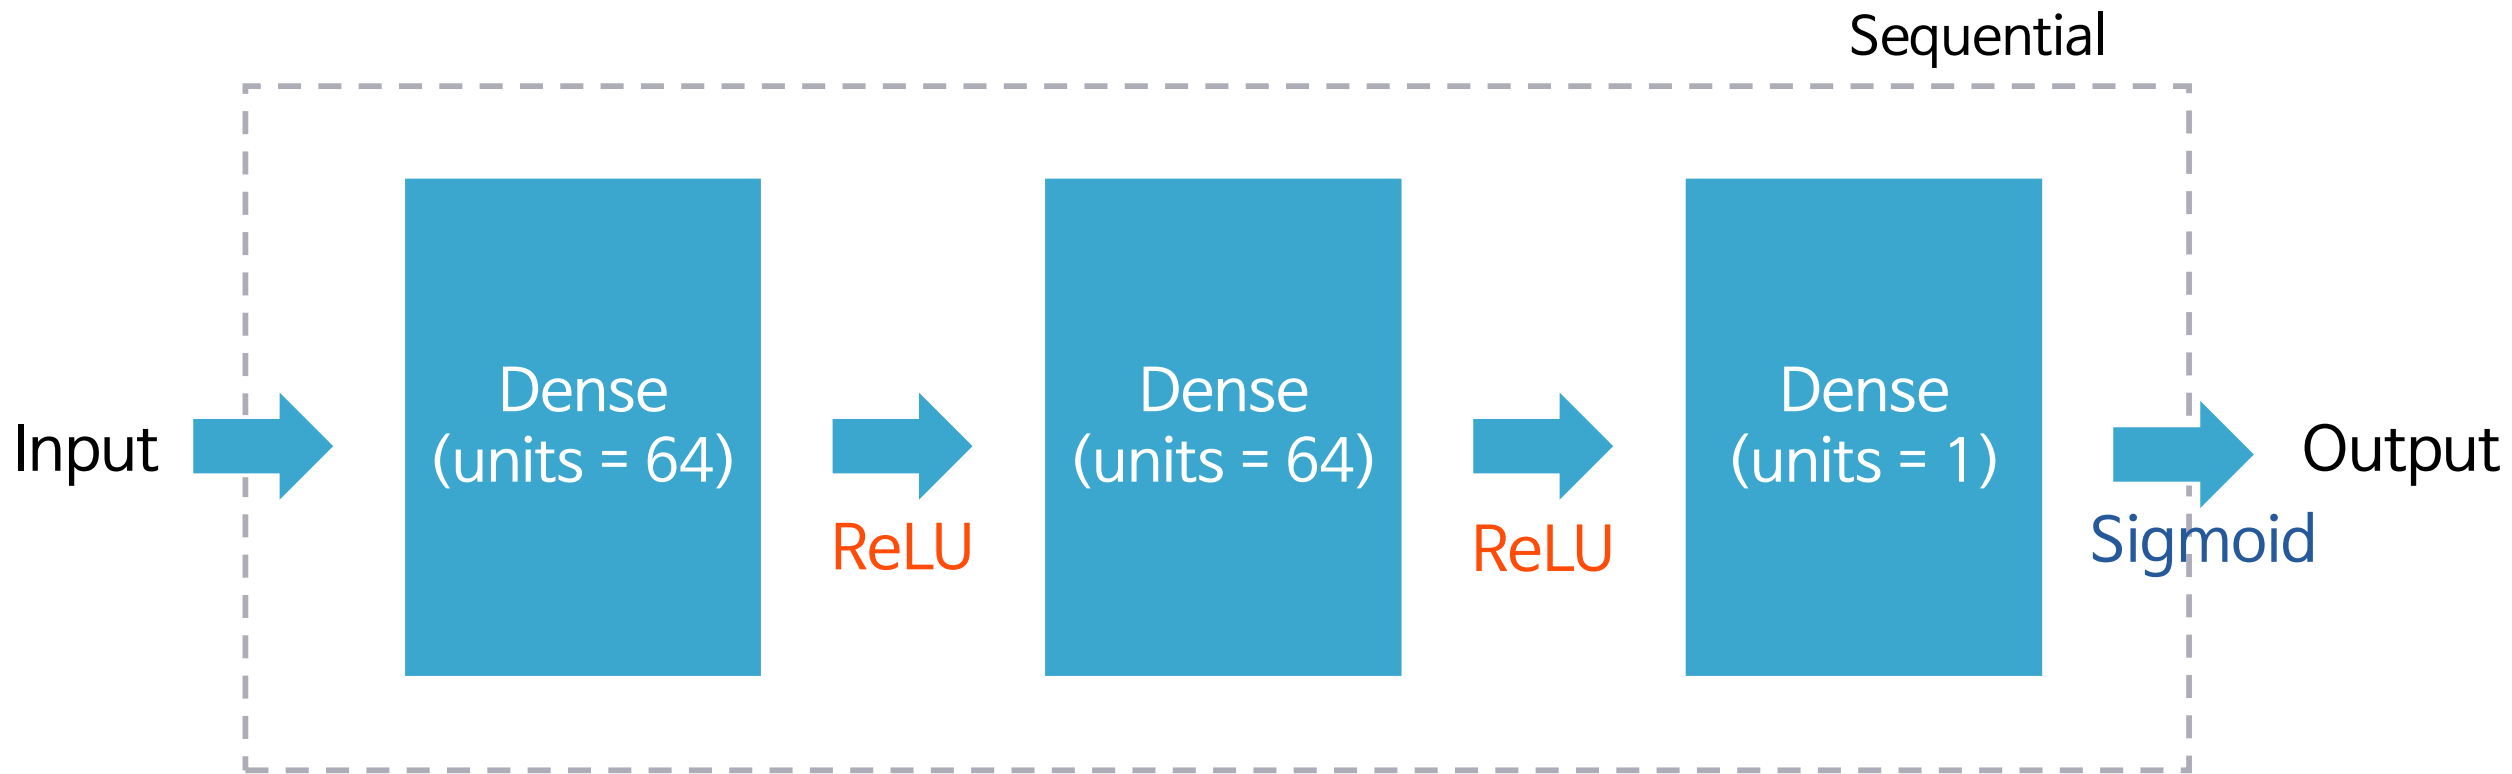 Sequential
Input
Dense
(units = 64)
ReLU
Dense
(units = 64)
ReLU
Dense
(units = 1)
Sigmoid
Output